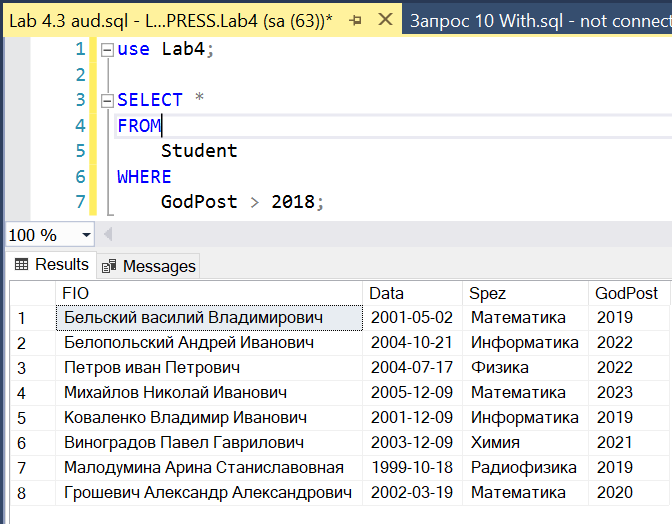 Lab 4.3 aud.sql - L...PRESS.Lab4 (sa (63))* Запрос 10 With.sql - not connect
1 use Lab4;
2
3 SELECT *
4 FROM
5 Student
6 WHERE
7 GodPost > 2018;
100 %
Results Messages
FIO Data Spez GodPost
1 Бельский василий Владимирович 2001-05-02 Математика 2019
2 Белопольский Андрей Иванович 2004-10-21 Информатика 2022
3 Петров иван Петрович 2004-07-17 Физика 2022
4 Михайлов Николай Иванович 2005-12-09 Математика 2023
5 Коваленко Владимир Иванович 2001-12-09 Информатика 2019
6 Виноградов Павел Гаврилович 2003-12-09 Химия 2021
7 Малодумина Арина Станиславовная 1999-10-18 Радиофизика 2019
8 Грошевич Александр Александрович 2002-03-19 Математика 2020